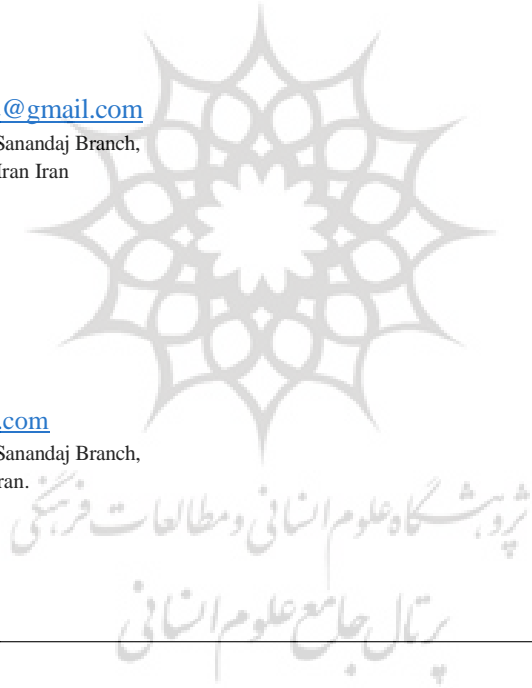 @gmail.com
Sanandaj Branch,
Iran Iran
.com
Sanandaj Branch,
ran.
پژوهشگاه علوم انسانی و مطالعات فرهنگی
پرتال جامع علوم انسانی